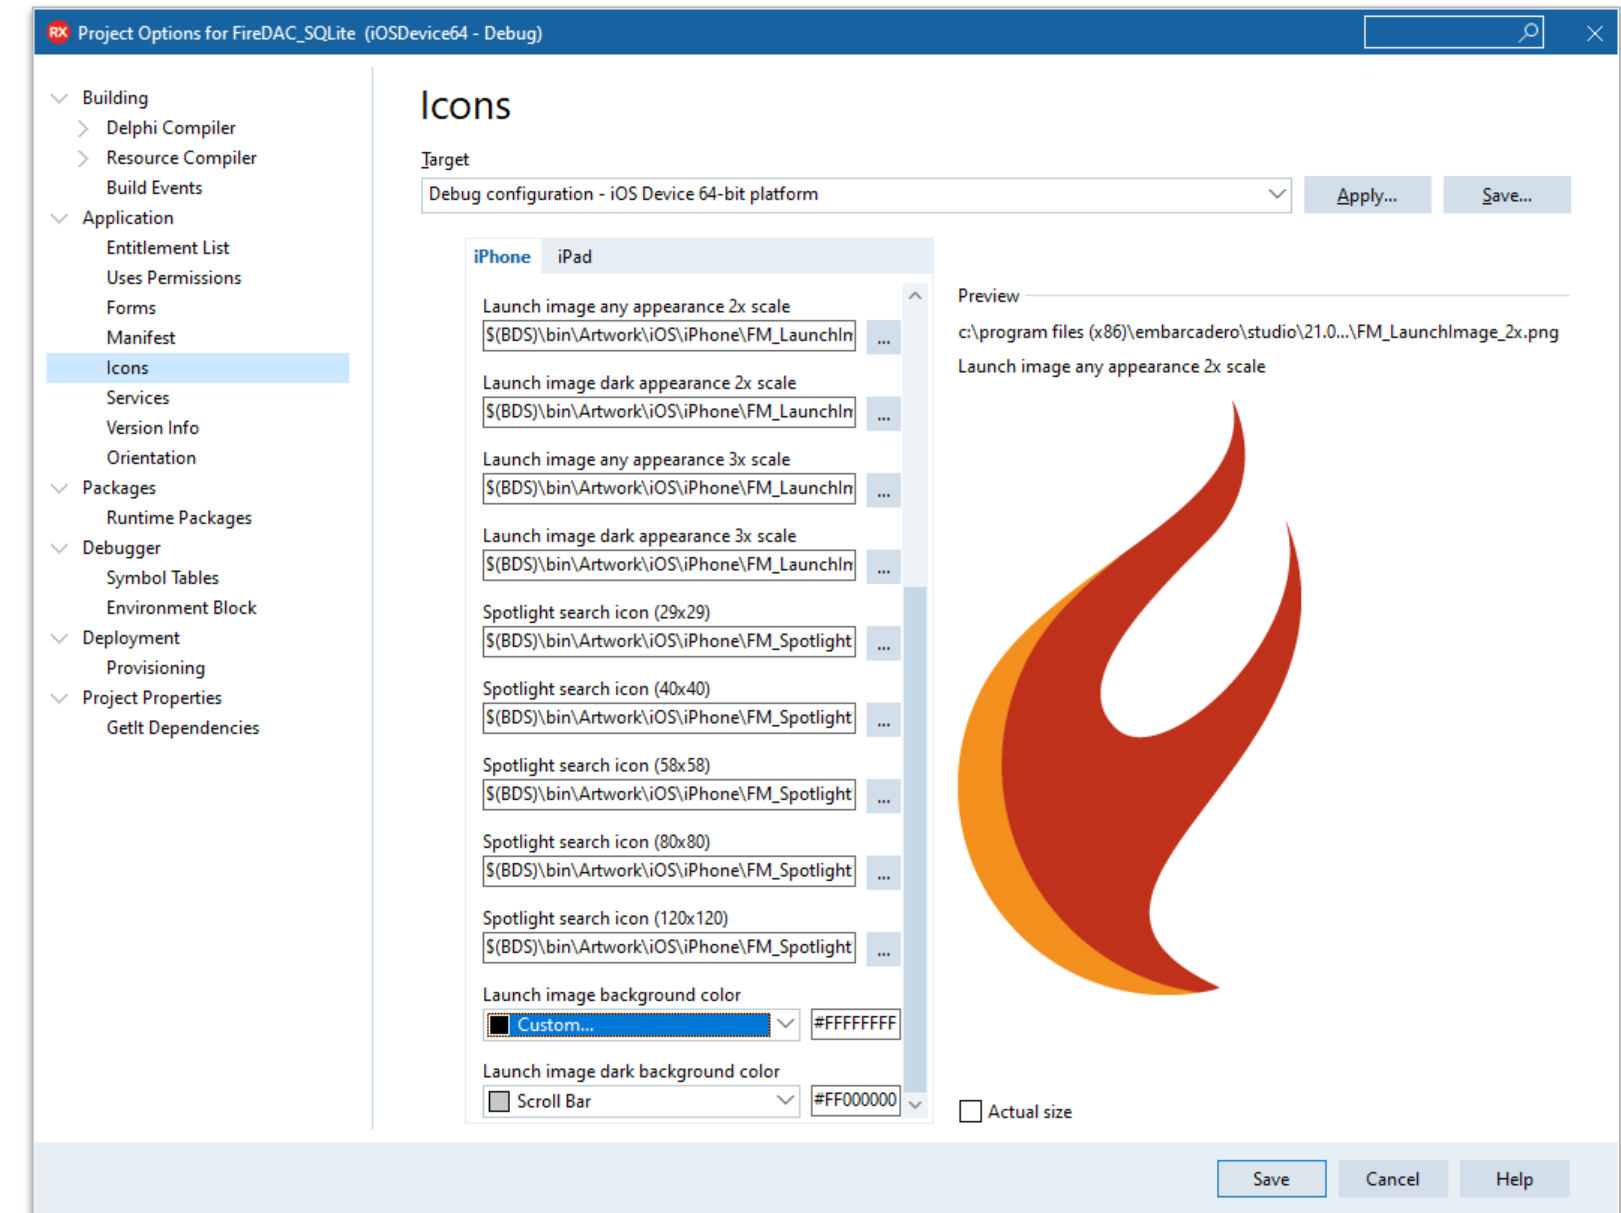 RX Project Options for FireDAC_SQLite (iOSDevice64 - Debug)
Building
Delphi Compiler
Resource Compiler
Build Events
Application
Entitlement List
Uses Permissions
Forms
Manifest
Icons
Services
Version Info
Orientation
Packages
Runtime Packages
Debugger
Symbol Tables
Environment Block
Deployment
Provisioning
Project Properties
GetIt Dependencies
Icons
Target
Debug configuration - iOS Device 64-bit platform
Apply...
Save...
iPhone iPad
Launch image any appearance 2x scale
$(BDS)\bin\Artwork\iOS\iPhone\FM_LaunchIm ...
Launch image dark appearance 2x scale
$(BDS)\bin\Artwork\iOS\iPhone\FM_LaunchIm ...
Launch image any appearance 3x scale
$(BDS)\bin\Artwork\iOS\iPhone\FM_LaunchIm ...
Launch image dark appearance 3x scale
$(BDS)\bin\Artwork\iOS\iPhone\FM_LaunchIm ...
Spotlight search icon (29x29)
$(BDS)\bin\Artwork\iOS\iPhone\FM_Spotlight ...
Spotlight search icon (40x40)
$(BDS)\bin\Artwork\iOS\iPhone\FM_Spotlight ...
Spotlight search icon (58x58)
$(BDS)\bin\Artwork\iOS\iPhone\FM_Spotlight ...
Spotlight search icon (80x80)
$(BDS)\bin\Artwork\iOS\iPhone\FM_Spotlight ...
Spotlight search icon (120x120)
$(BDS)\bin\Artwork\iOS\iPhone\FM_Spotlight ...
Launch image background color
Custom... #FFFFFFFF
Launch image dark background color
Scroll Bar #FF000000
Preview
c:\program files (x86)\embarcadero\studio\21.0...\FM_LaunchImage_2x.png
Launch image any appearance 2x scale
Actual size
Save Cancel Help